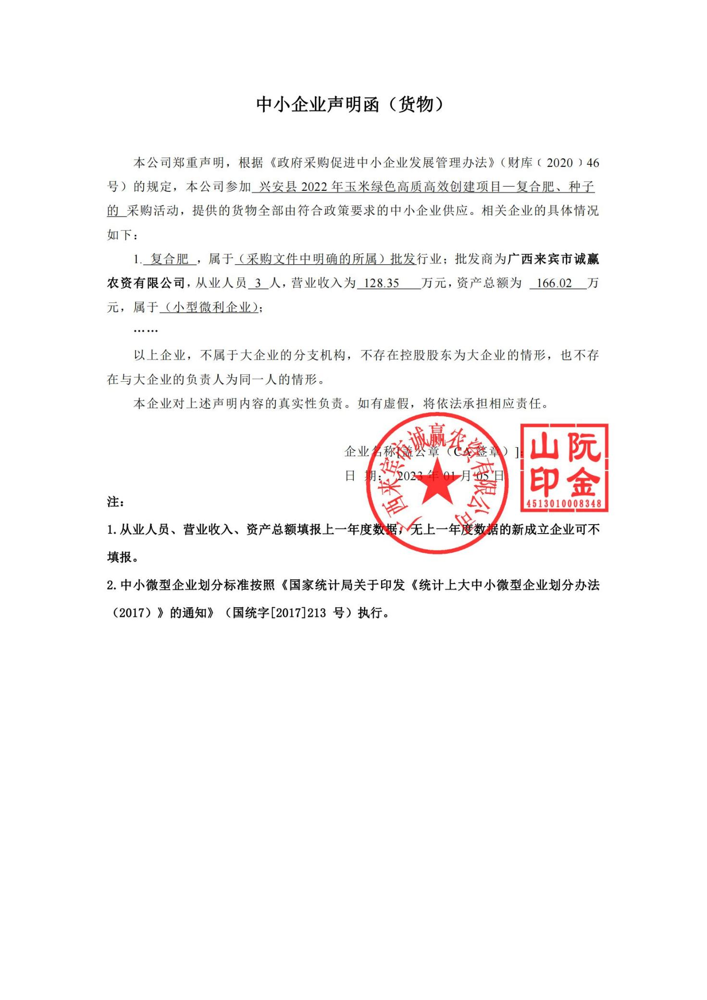 中小企业声明函（货物）
本公司郑重声明，根据《政府采购促进中小企业发展管理办法》（财库﹝2020﹞46
号）的规定，本公司参加 兴安县 2022 年玉米绿色高质高效创建项目—复合肥、种子
的 采购活动，提供的货物全部由符合政策要求的中小企业供应。相关企业的具体情况
如下：
1. 复合肥 ，属于（采购文件中明确的所属）批发行业；批发商为广西来宾市诚赢
农资有限公司，从业人员 3 人，营业收入为 128.35 万元，资产总额为 166.02 万
元，属于（小型微利企业）；
……
以上企业，不属于大企业的分支机构，不存在控股股东为大企业的情形，也不存
在与大企业的负责人为同一人的情形。
本企业对上述声明内容的真实性负责。如有虚假，将依法承担相应责任。
企业名称[盖公章（CA 签章）]：
日 期： 2023 年 01 月 05 日
广西来宾市诚赢农资有限公司
山 阮
印 金
4513010008348
注：
1.从业人员、营业收入、资产总额填报上一年度数据，无上一年度数据的新成立企业可不
填报。
2.中小微型企业划分标准按照《国家统计局关于印发《统计上大中小微型企业划分办法
（2017）》的通知》（国统字[2017]213 号）执行。